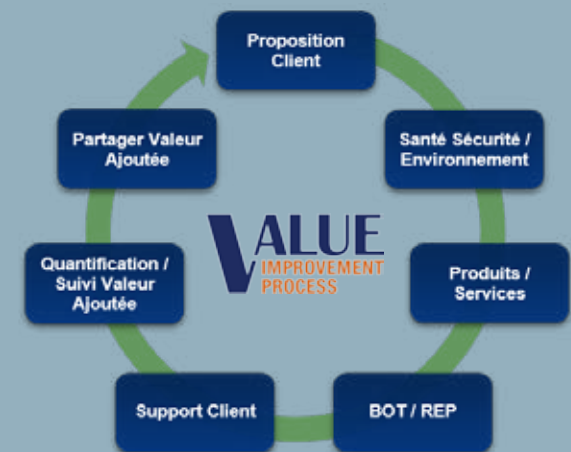 Proposition
Client
Santé Sécurité /
Environnement
Produits /
Services
BOT / REP
Support Client
Quantification /
Suivi Valeur
Ajoutée
Partager Valeur
Ajoutée
VALUE
IMPROVEMENT
PROCESS